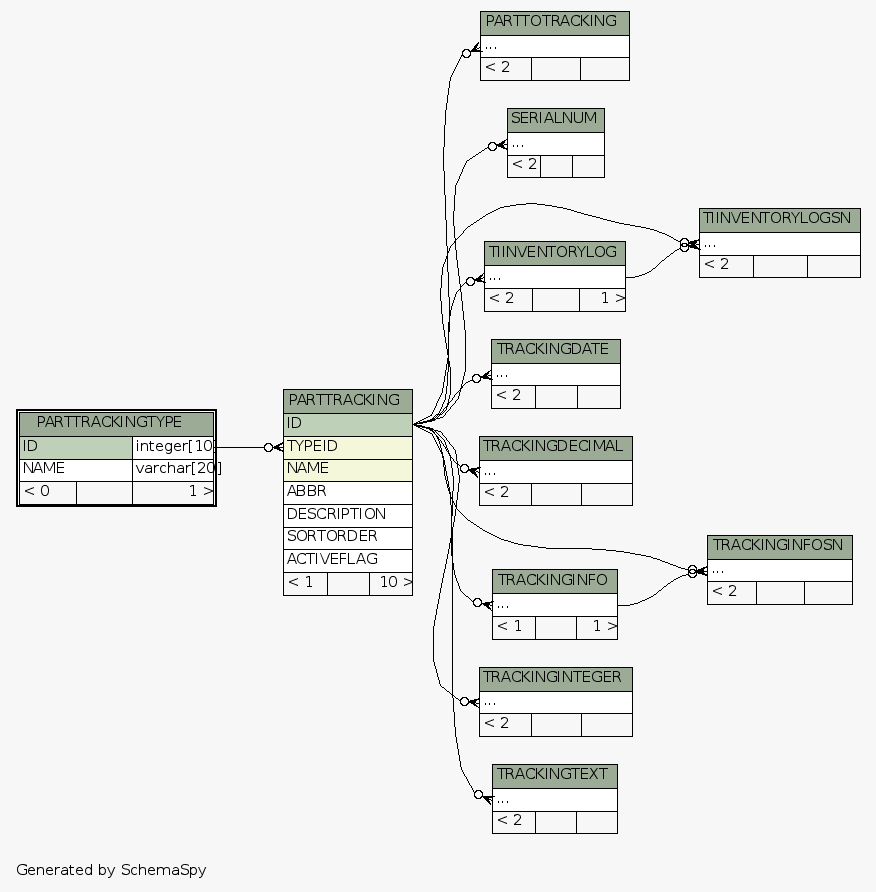 PARTTOTRACKING
...
< 2
SERIALNUM
...
< 2
TIINVENTORYLOGSN
...
< 2
TIINVENTORYLOG
...
< 2 1 >
TRACKINGDATE
...
< 2
PARTTRACKINGTYPE
ID integer[10]
NAME varchar[20]
< 0 1 >
PARTTRACKING
ID
TYPEID
NAME
ABBR
DESCRIPTION
SORTORDER
ACTIVEFLAG
< 1 10 >
TRACKINGDECIMAL
...
< 2
TRACKINGINFOSN
...
< 2
TRACKINGINFO
...
< 1 1 >
TRACKINGINTEGER
...
< 2
TRACKINGTEXT
...
< 2
Generated by SchemaSpy